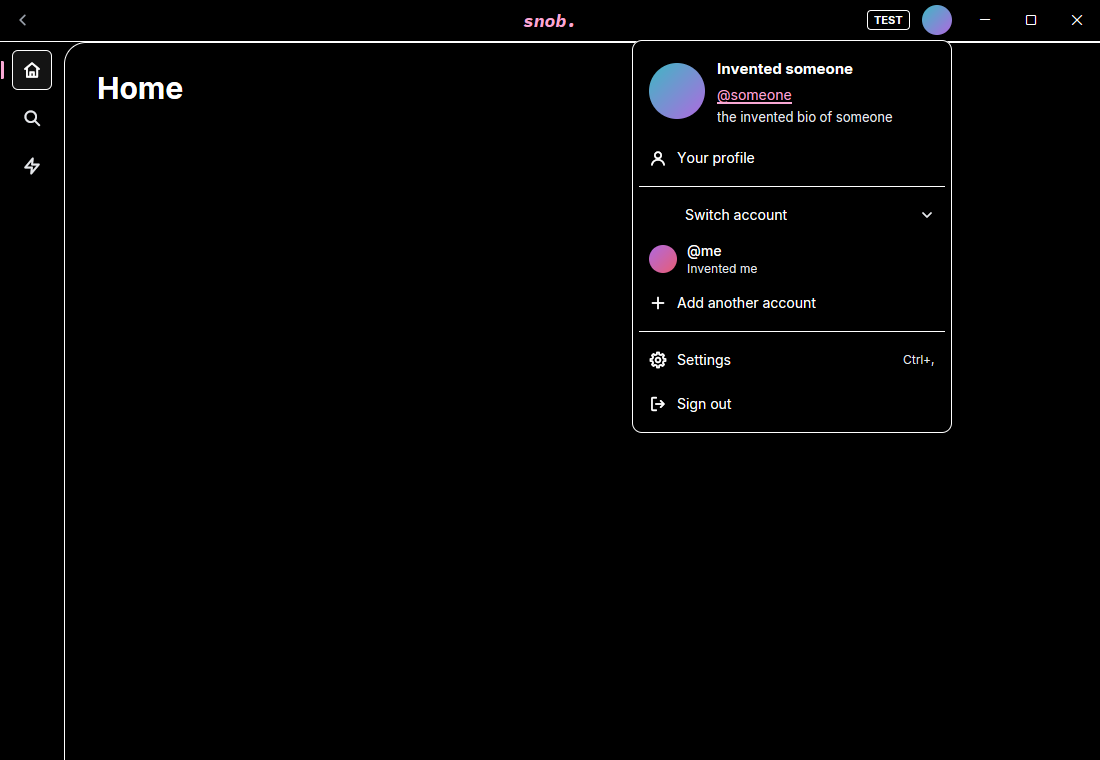 snob.
TEST
Home
Invented someone
@someone
the invented bio of someone
Your profile
Switch account
@me
Invented me
Add another account
Settings
Ctrl+,
Sign out